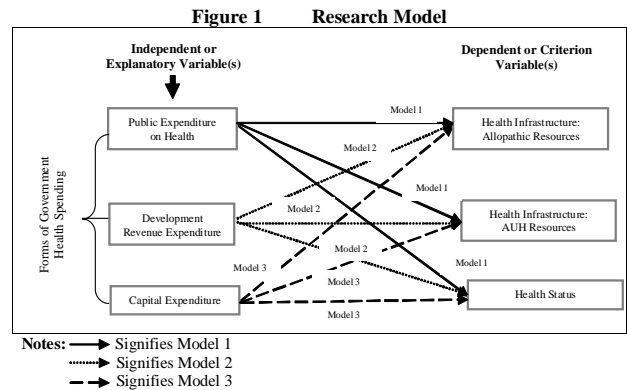 Figure 1 Research Model
Independent or
Explanatory Variable(s)
Dependent or Criterion
Variable(s)
Forms of Government
Health Spending
Public Expenditure
on Health
Development
Revenue Expenditure
Capital Expenditure
Model 1
Model 2
Model 1
Model 2
Model 2
Model 1
Model 3
Model 3
Model 3
Health Infrastructure:
Allopathic Resources
Health Infrastructure:
AUH Resources
Health Status
Notes: Signifies Model 1
Signifies Model 2
Signifies Model 3